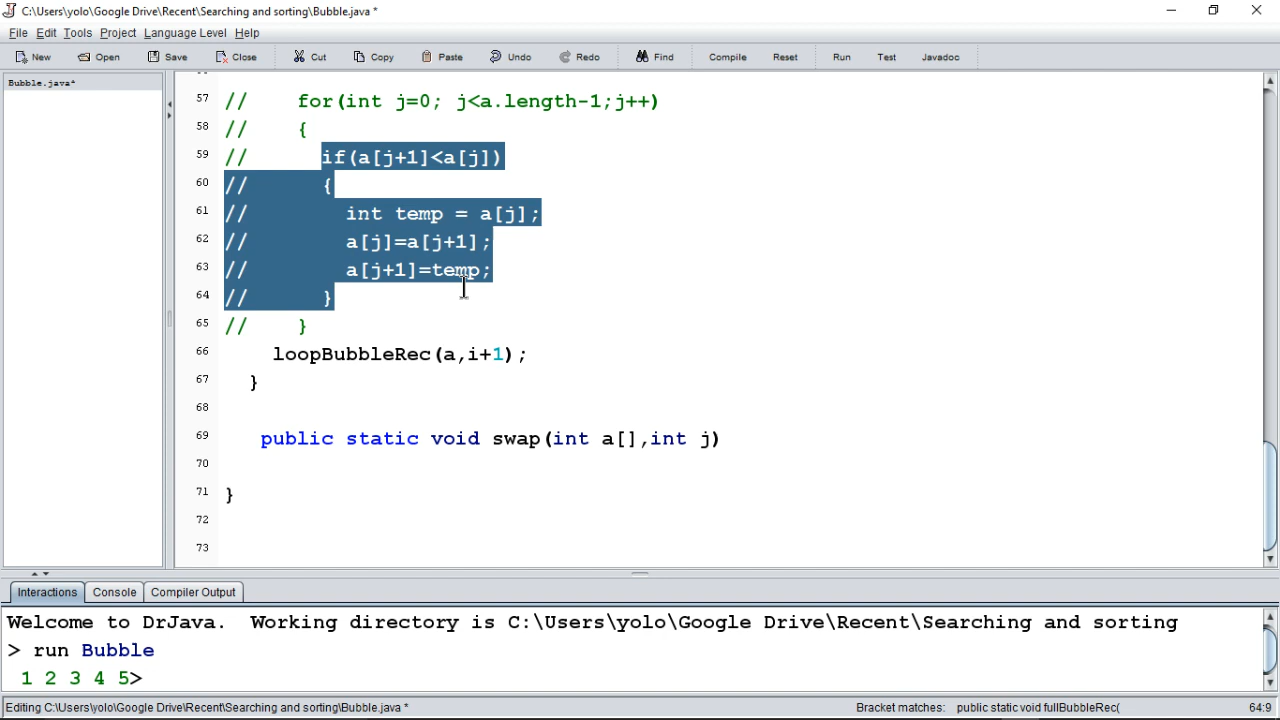 C:\Users\yolo\Google Drive\Recent\Searching and sorting\Bubble.java *
File Edit Tools Project Language Level Help
New Open Save Close Cut Copy Paste Undo Redo Find Compile Reset Run Test Javadoc
Bubble.java*
57 // for(int j=0; j<a.length-1;j++)
58 // {
59 // if(a[j+1]<a[j])
60 // {
61 // int temp = a[j];
62 // a[j]=a[j+1];
63 // a[j+1]=temp;
64 // }
65 // }
66 loopBubbleRec(a,i+1);
67 }
68
69 public static void swap(int a[],int j)
70
71 }
72
73
Interactions Console Compiler Output
Welcome to DrJava. Working directory is C:\Users\yolo\Google Drive\Recent\Searching and sorting
> run Bubble
1 2 3 4 5>
Editing C:\Users\yolo\Google Drive\Recent\Searching and sorting\Bubble.java * Bracket matches: public static void fullBubbleRec( 64:9